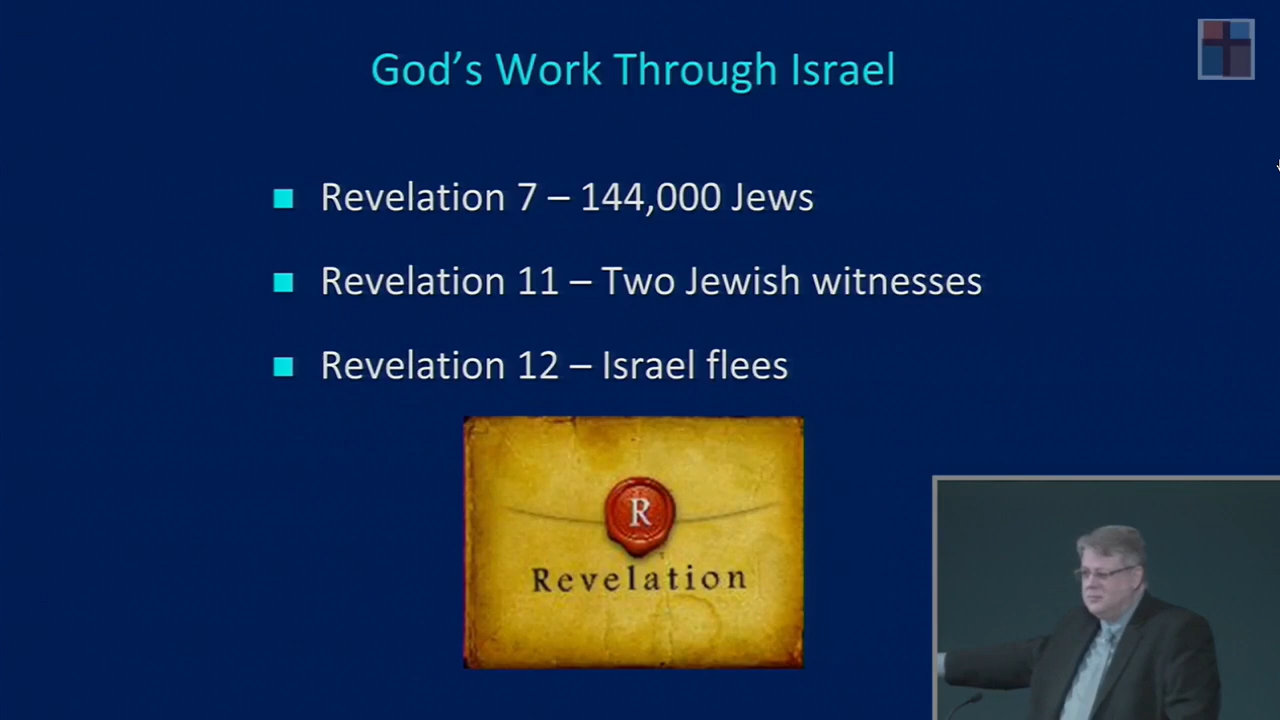 God’s Work Through Israel
Revelation 7 – 144,000 Jews
Revelation 11 – Two Jewish witnesses
Revelation 12 – Israel flees
R
Revelation